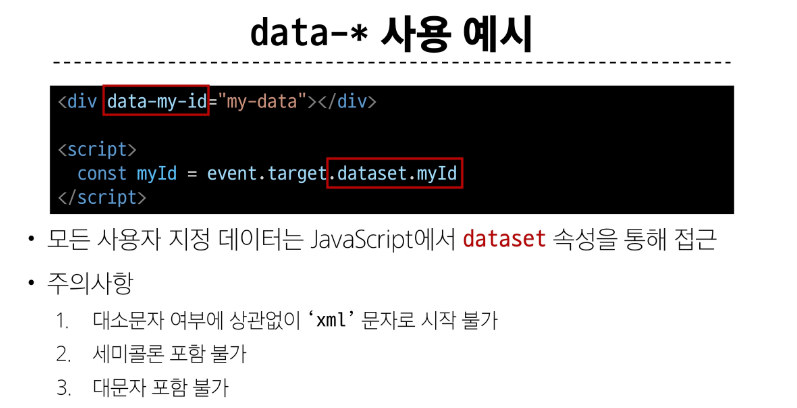 data-* 사용 예시
<div data-my-id="my-data"></div>
<script>
const myId = event.target.dataset.myId
</script>
• 모든 사용자 지정 데이터는 JavaScript에서 dataset 속성을 통해 접근
• 주의사항
1. 대소문자 여부에 상관없이 ‘xml’ 문자로 시작 불가
2. 세미콜론 포함 불가
3. 대문자 포함 불가